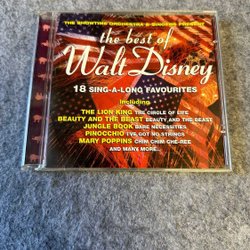 THE SHOWTIME ORCHESTRA & SINGERS PRESENT
the best of
Walt Disney
18 SING-A-LONG FAVOURITES
Including
THE LION KING THE CIRCLE OF LIFE
BEAUTY AND THE BEAST BEAUTY AND THE BEAST
JUNGLE BOOK BARE NECESSITIES
PINOCCHIO I'VE GOT NO STRINGS
MARY POPPINS CHIM CHIM CHE-REE
AND MANY MORE...